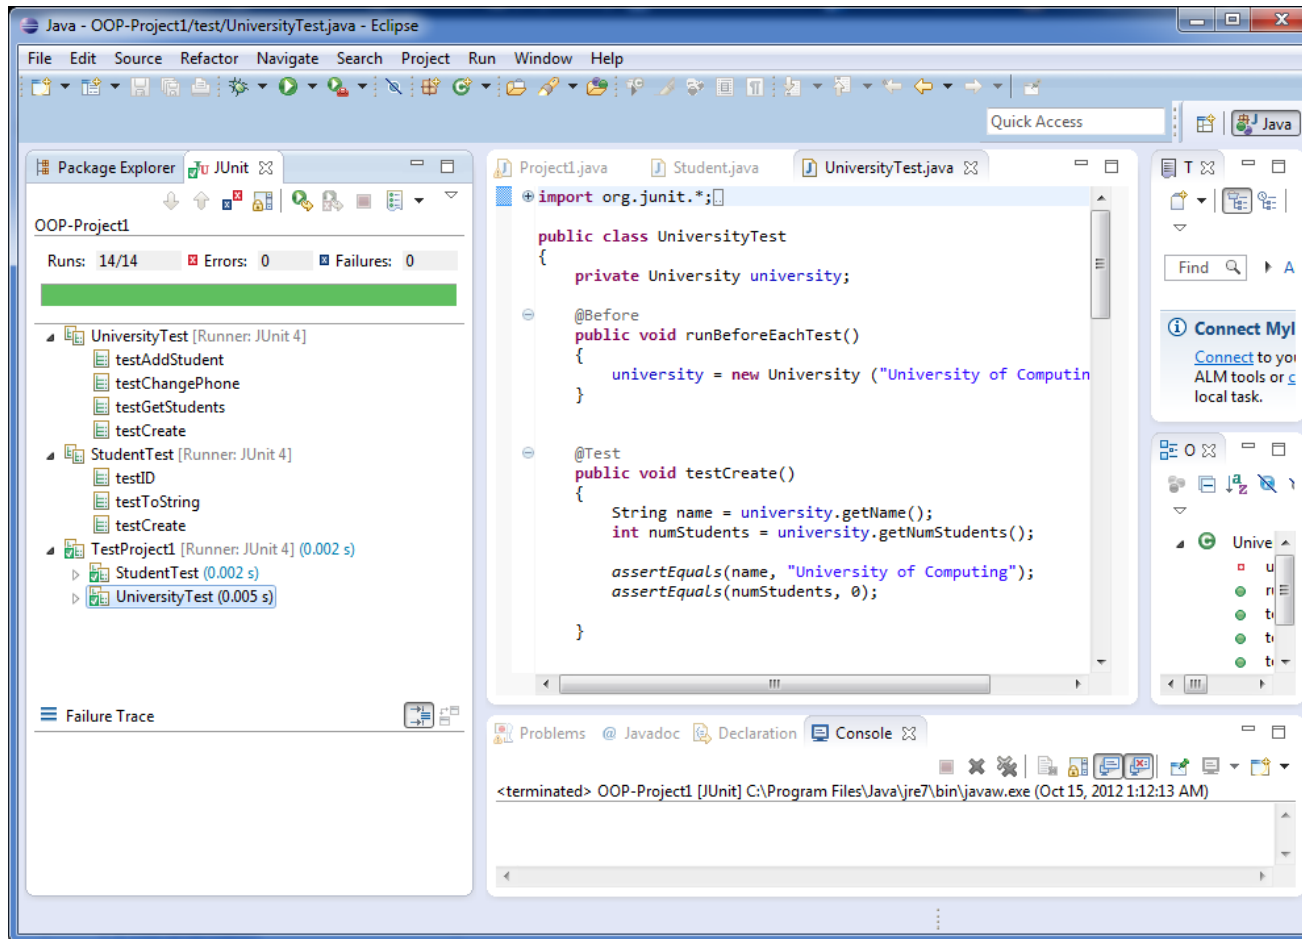 Java - OOP-Project1/test/UniversityTest.java - Eclipse
File Edit Source Refactor Navigate Search Project Run Window Help
Quick Access
Java
Package Explorer
JUnit
OOP-Project1
Runs: 14/14 Errors: 0 Failures: 0
UniversityTest [Runner: JUnit 4]
testAddStudent
testChangePhone
testGetStudents
testCreate
StudentTest [Runner: JUnit 4]
testID
testToString
testCreate
TestProject1 [Runner: JUnit 4] (0.002 s)
StudentTest (0.002 s)
UniversityTest (0.005 s)
Failure Trace
Project1.java Student.java UniversityTest.java
import org.junit.*;
public class UniversityTest
{
private University university;
@Before
public void runBeforeEachTest()
{
university = new University ("University of Computin
}
@Test
public void testCreate()
{
String name = university.getName();
int numStudents = university.getNumStudents();
assertEquals(name, "University of Computing");
assertEquals(numStudents, 0);
}
T
Find A
Connect Myl
Connect to you
ALM tools or c
local task.
O
Unive
u
ru
te
te
te
Problems @ Javadoc Declaration Console
<terminated> OOP-Project1 [JUnit] C:\Program Files\Java\jre7\bin\javaw.exe (Oct 15, 2012 1:12:13 AM)